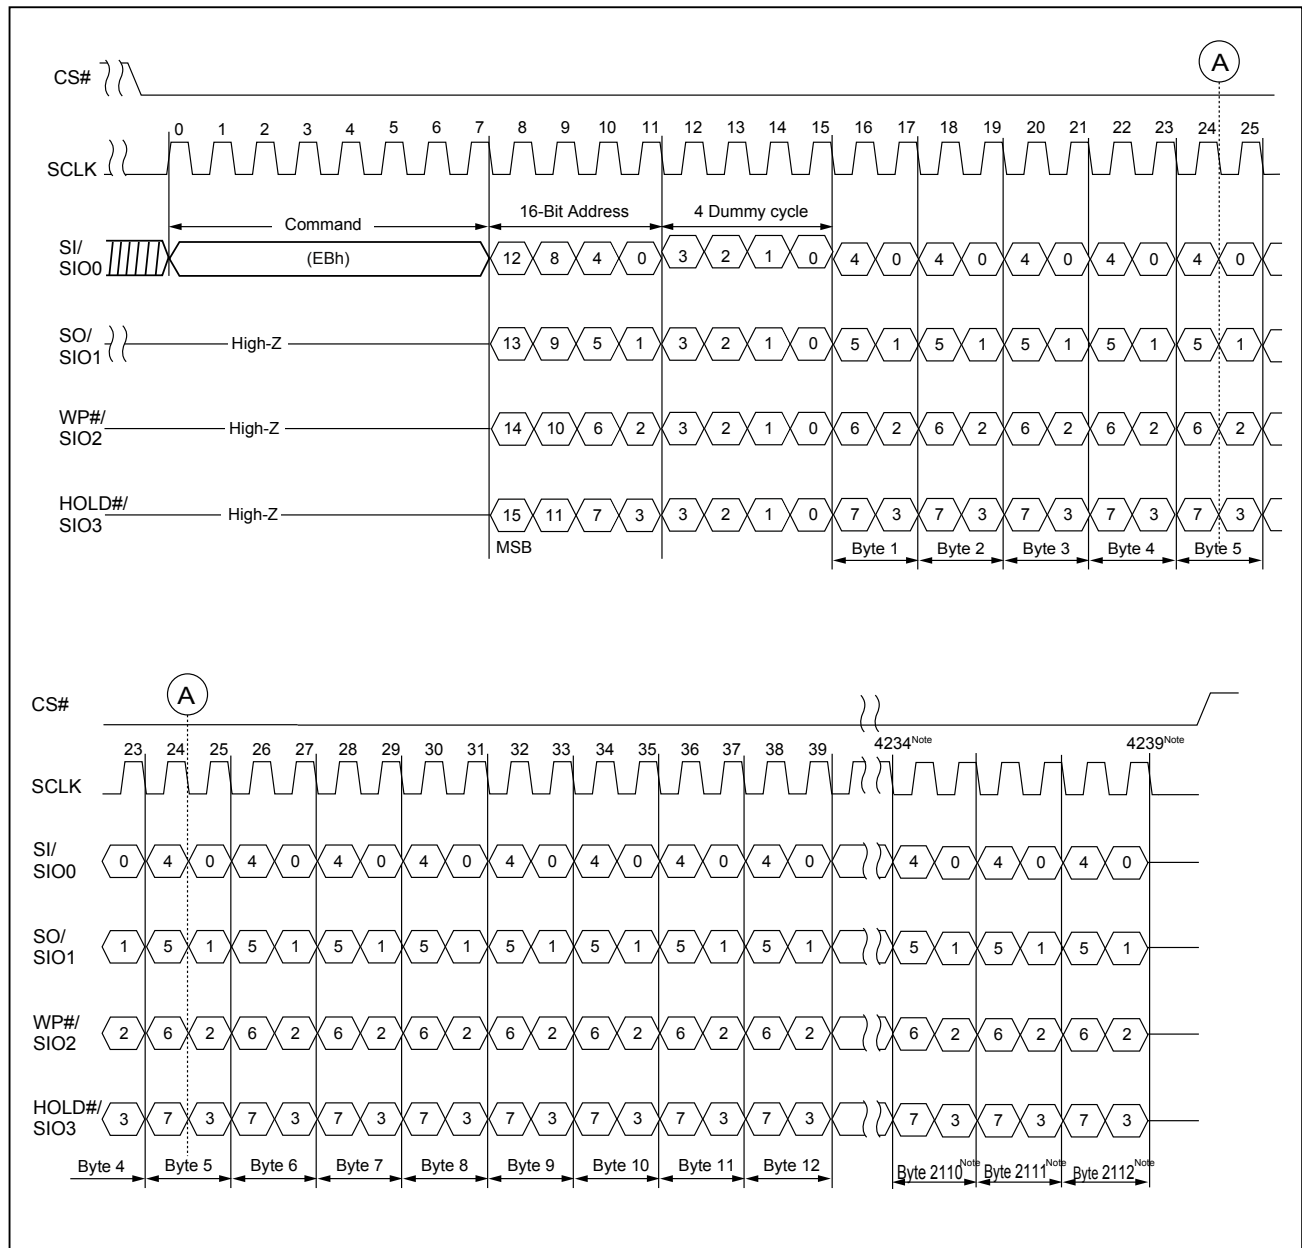 A
CS#
0 1 2 3 4 5 6 7 8 9 10 11 12 13 14 15 16 17 18 19 20 21 22 23 24 25
SCLK
Command 16-Bit Address 4 Dummy cycle
SI/
SIO0
(EBh) 12 8 4 0 3 2 1 0 4 0 4 0 4 0 4 0 4 0
SO/
SIO1
High-Z 13 9 5 1 3 2 1 0 5 1 5 1 5 1 5 1 5 1
WP#/
SIO2
High-Z 14 10 6 2 3 2 1 0 6 2 6 2 6 2 6 2 6 2
HOLD#/
SIO3
High-Z 15 11 7 3 3 2 1 0 7 3 7 3 7 3 7 3 7 3
MSB Byte 1 Byte 2 Byte 3 Byte 4 Byte 5
A
CS#
23 24 25 26 27 28 29 30 31 32 33 34 35 36 37 38 39 4234Note 4239Note
SCLK
SI/
SIO0
0 4 0 4 0 4 0 4 0 4 0 4 0 4 0 4 0 4 0 4 0 4 0
SO/
SIO1
1 5 1 5 1 5 1 5 1 5 1 5 1 5 1 5 1 5 1 5 1 5 1
WP#/
SIO2
2 6 2 6 2 6 2 6 2 6 2 6 2 6 2 6 2 6 2 6 2 6 2
HOLD#/
SIO3
3 7 3 7 3 7 3 7 3 7 3 7 3 7 3 7 3 7 3 7 3 7 3
Byte 4 Byte 5 Byte 6 Byte 7 Byte 8 Byte 9 Byte 10 Byte 11 Byte 12 Byte 2110Note Byte 2111Note Byte 2112Note